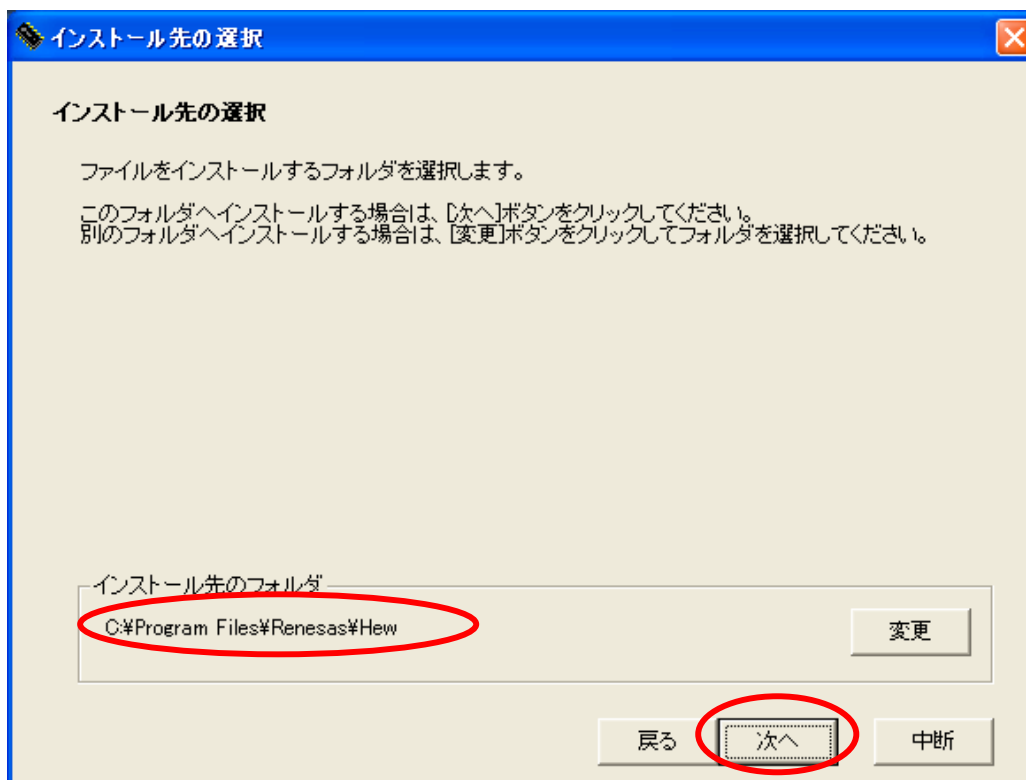 インストール先の選択
インストール先の選択
ファイルをインストールするフォルダを選択します。
このフォルダへインストールする場合は、[次へ]ボタンをクリックしてください。
別のフォルダへインストールする場合は、[変更]ボタンをクリックしてフォルダを選択してください。
インストール先のフォルダ
C:¥Program Files¥Renesas¥Hew
変更
戻る 次へ 中断